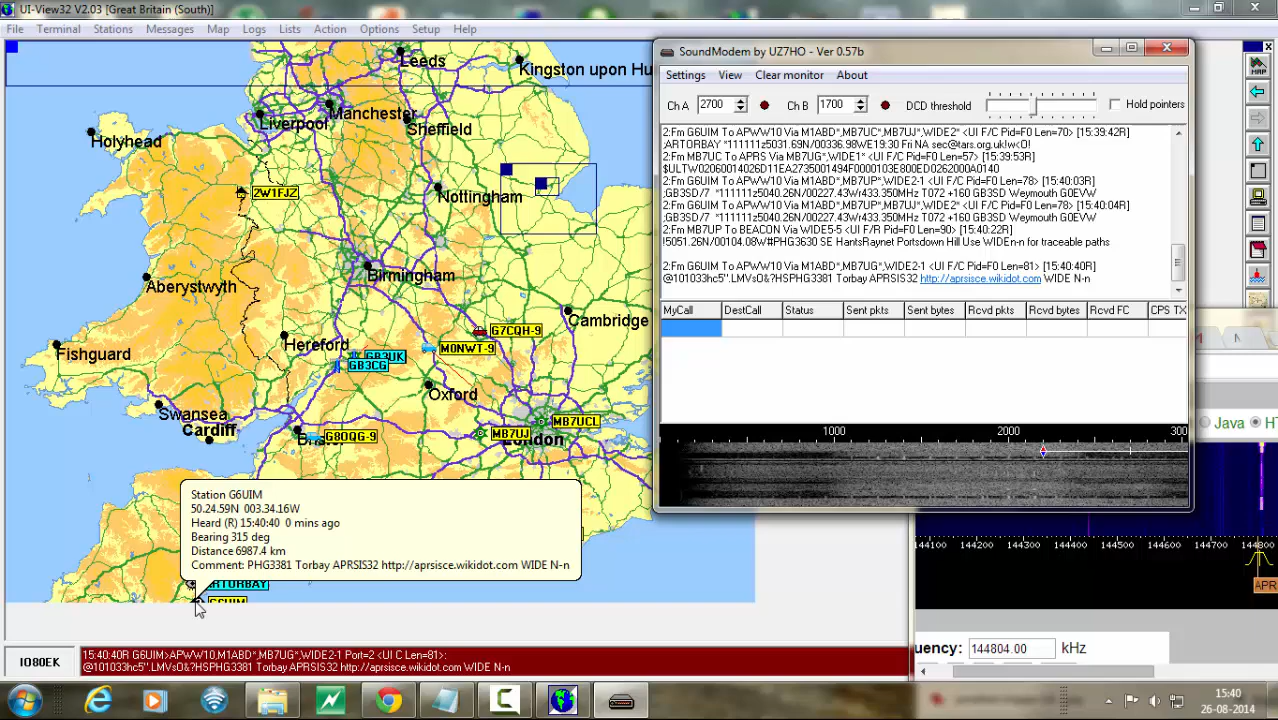 UI-View32 V2.03 [Great Britain (South)]
File Terminal Stations Messages Map Logs Lists Action Options Setup Help
Leeds
Kingston upon Hu
Manchester
Liverpool
Sheffield
Holyhead
2W1FJZ
Nottingham
Birmingham
Aberystwyth
Cambridge
G7CQH-9
Hereford
M0NWT-9
Fishguard
GB3UK
GB3CG
Oxford
Swansea
Cardiff
G8OQG-9
MB7UCL
MB7UJ
London
Station G6UIM
50.24.59N 003.34.16W
Heard (R) 15:40:40 0 mins ago
Bearing 315 deg
Distance 6987.4 km
Comment: PHG3381 Torbay APRSIS32 http://aprsisce.wikidot.com WIDE N-n
ARTORBAY
G6UIM
IO80EK
15:40:40R G6UIM>APWW10,M1ABD*,MB7UG*,WIDE2-1 Port=2 <UI C Len=81>:
@101033hc5".LMVsO&?HSPHG3381 Torbay APRSIS32 http://aprsisce.wikidot.com WIDE N-n
SoundModem by UZ7HO - Ver 0.57b
Settings View Clear monitor About
Ch A 2700 Ch B 1700 DCD threshold Hold pointers
2:Fm G6UIM To APWW10 Via M1ABD*,MB7UC*,MB7UJ*,WIDE2* <UI F/C Pid=F0 Len=70> [15:39:42R]
;ARTORBAY *111111z5031.69N/00336.98WE19:30 Fri NA sec@tars.org.uk!w<O!
2:Fm MB7UC To APRS Via MB7UG*,WIDE1* <UI F/C Pid=F0 Len=57> [15:39:53R]
$ULTW0206001406D11EA2735001494F0000103E800ED0262000A0140
2:Fm G6UIM To APWW10 Via M1ABD*,MB7UG*,WIDE2-1 <UI F/C Pid=F0 Len=78> [15:40:03R]
;GB3SD/7 *111111z5040.26N/00227.43Wr433.350MHz T072 +160 GB3SD Weymouth G0EVW
2:Fm G6UIM To APWW10 Via M1ABD*,MB7UC*,MB7UJ*,WIDE2* <UI F/C Pid=F0 Len=78> [15:40:04R]
;GB3SD/7 *111111z5040.26N/00227.43Wr433.350MHz T072 +160 GB3SD Weymouth G0EVW
2:Fm MB7UP To BEACON Via WIDE5-5 <UI F/R Pid=F0 Len=90> [15:40:22R]
!5051.26N/00104.08W#PHG3630 SE HantsRaynet Portsdown Hill Use WIDEn-n for traceable paths
2:Fm G6UIM To APWW10 Via M1ABD*,MB7UG*,WIDE2-1 <UI F/C Pid=F0 Len=81> [15:40:40R]
@101033hc5".LMVsO&?HSPHG3381 Torbay APRSIS32 http://aprsisce.wikidot.com WIDE N-n
MyCall DestCall Status Sent pkts Sent bytes Rcvd pkts Rcvd bytes Rcvd FC CPS TX
1000 2000 300
MAP
Java H
144100 144200 144300 144400 144500 144600 144700 144800
APR
uency: 144804.00 kHz
15:40
26-08-2014